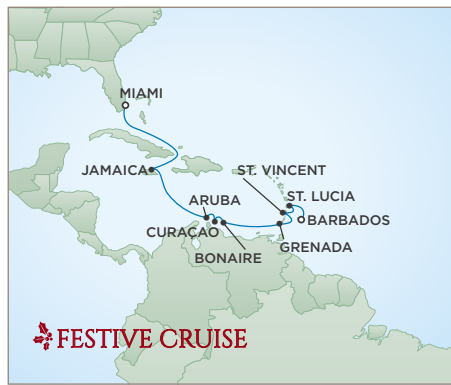 MIAMI
JAMAICA
ST. VINCENT
ST. LUCIA
ARUBA
BARBADOS
CURAÇAO
GRENADA
BONAIRE
FESTIVE CRUISE